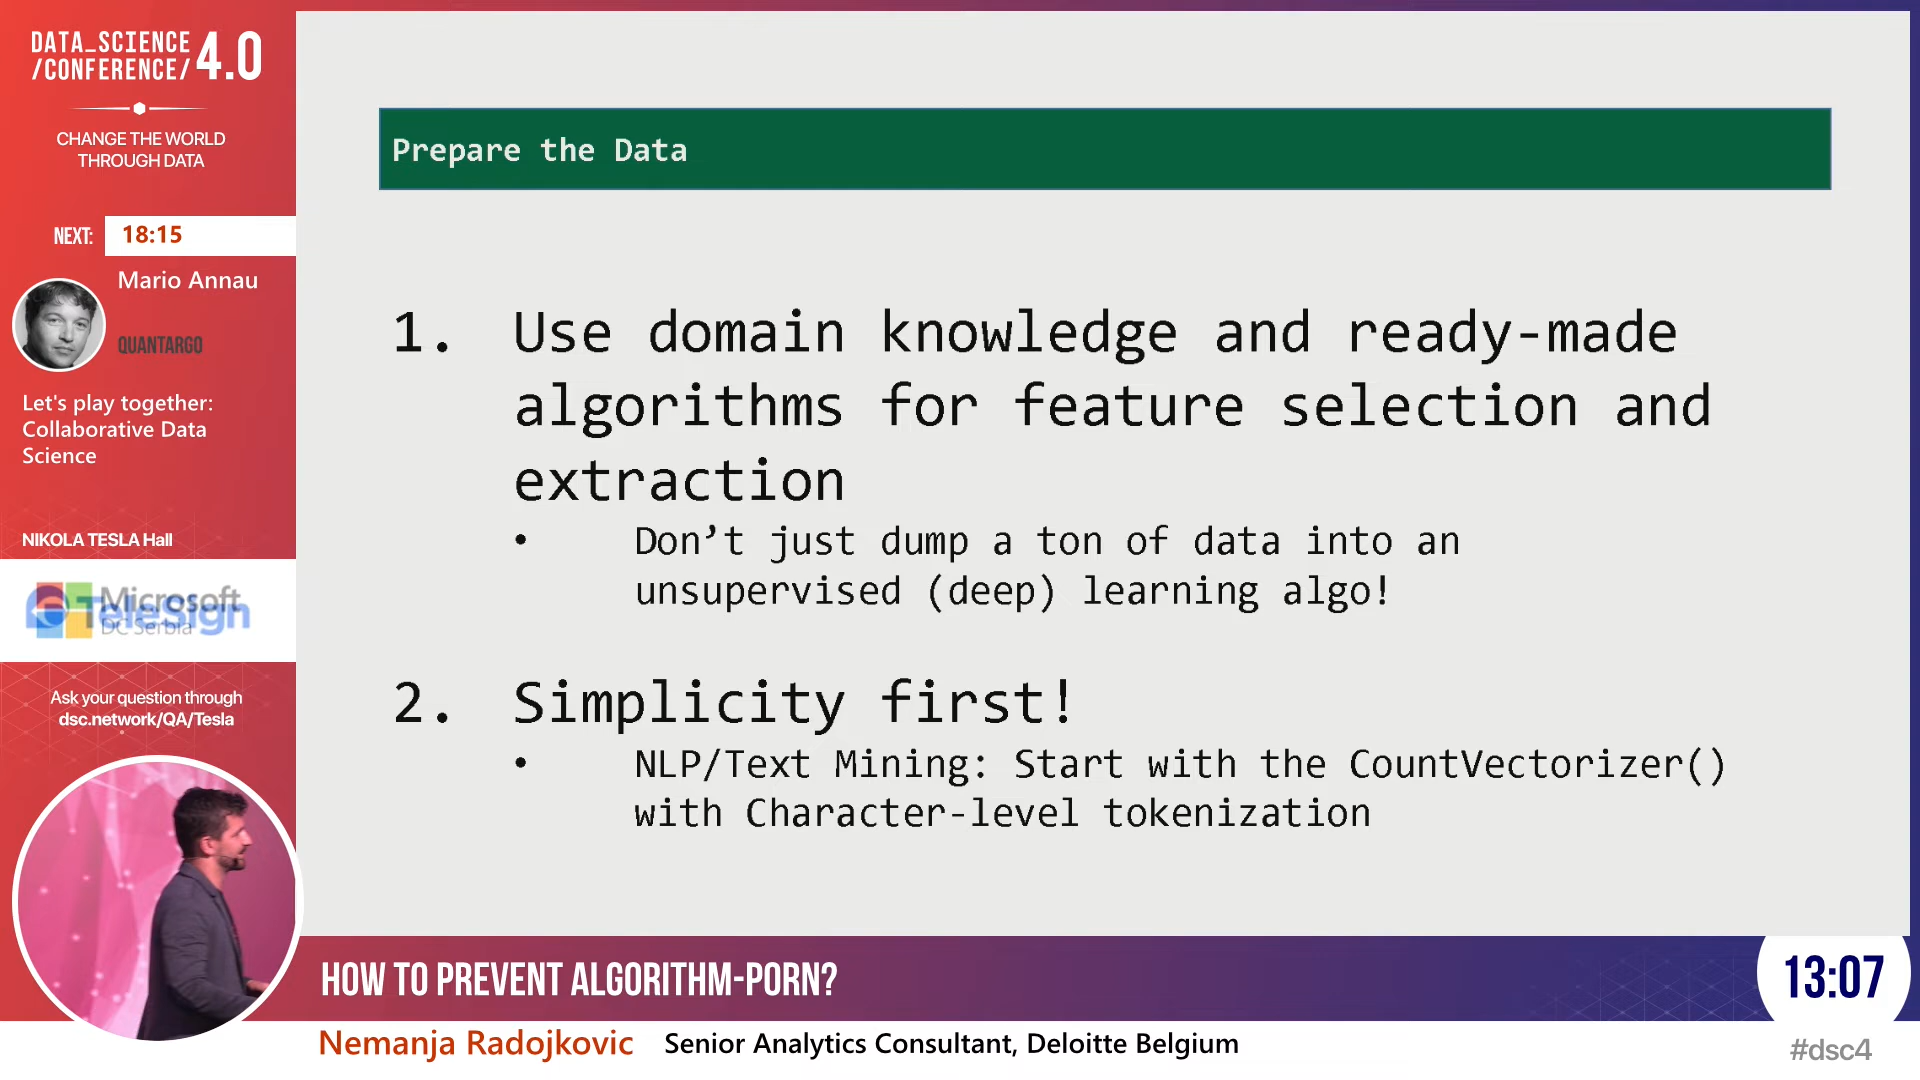 DATA_SCIENCE
/CONFERENCE/ 4.0
CHANGE THE WORLD
THROUGH DATA
NEXT: 18:15
Mario Annau
QUANTARGO
Let's play together:
Collaborative Data
Science
NIKOLA TESLA Hall
Microsoft
TeleSign
DC Serbia
Ask your question through
dsc.network/QA/Tesla
Prepare the Data
1. Use domain knowledge and ready-made
algorithms for feature selection and
extraction
• Don’t just dump a ton of data into an
unsupervised (deep) learning algo!
2. Simplicity first!
• NLP/Text Mining: Start with the CountVectorizer()
with Character-level tokenization
HOW TO PREVENT ALGORITHM-PORN?
13:07
Nemanja Radojkovic Senior Analytics Consultant, Deloitte Belgium
#dsc4